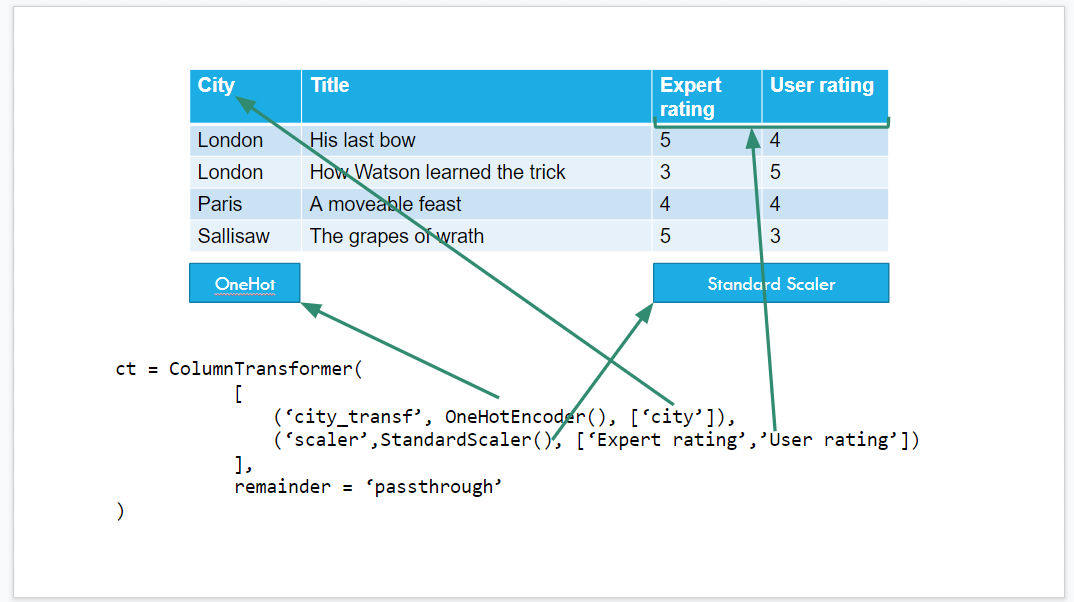 City Title Expert rating User rating
London His last bow 5 4
London How Watson learned the trick 3 5
Paris A moveable feast 4 4
Sallisaw The grapes of wrath 5 3
OneHot Standard Scaler
ct = ColumnTransformer(
[
(‘city_transf’, OneHotEncoder(), [‘city’]),
(‘scaler’,StandardScaler(), [‘Expert rating’,’User rating’])
],
remainder = ‘passthrough’
)